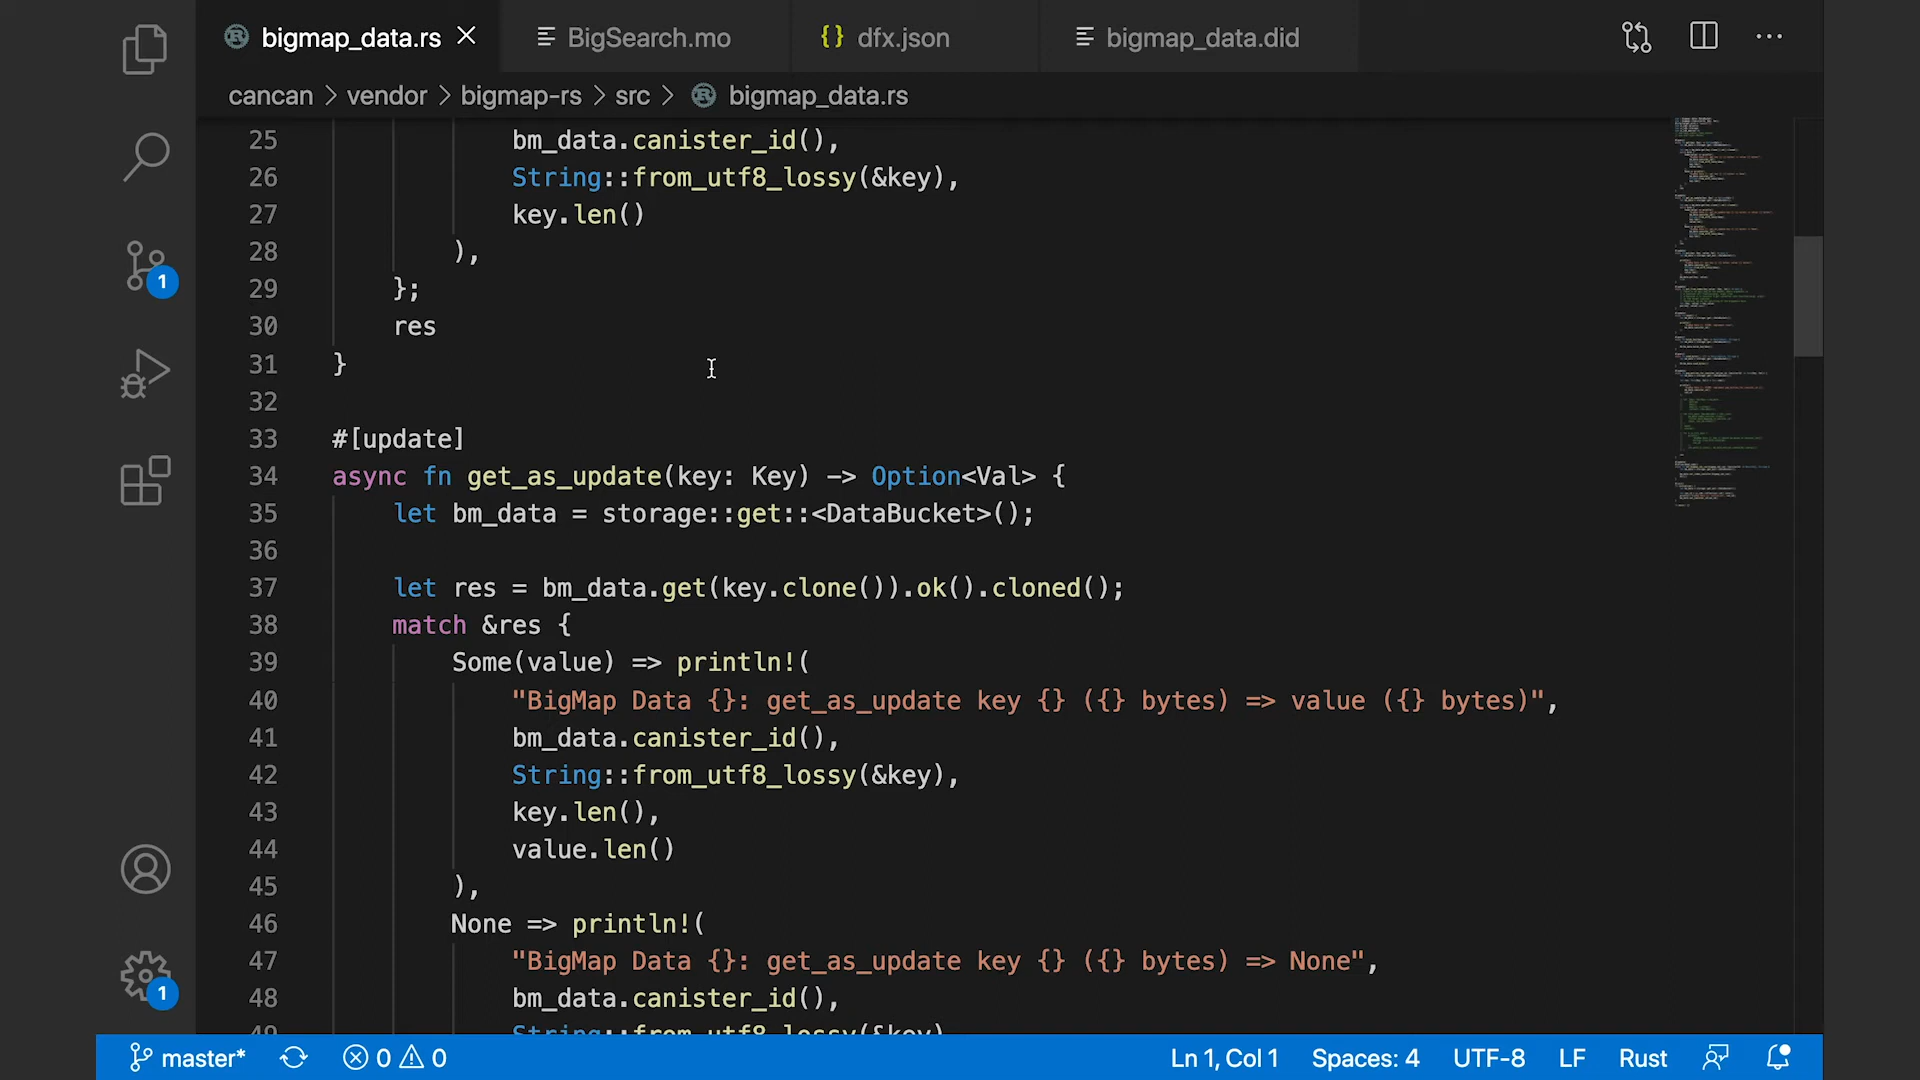 bigmap_data.rs
BigSearch.mo
{} dfx.json
bigmap_data.did
cancan > vendor > bigmap-rs > src > bigmap_data.rs
25 bm_data.canister_id(),
26 String::from_utf8_lossy(&key),
27 key.len()
28 ),
29 };
30 res
31 }
32
33 #[update]
34 async fn get_as_update(key: Key) -> Option<Val> {
35 let bm_data = storage::get::<DataBucket>();
36
37 let res = bm_data.get(key.clone()).ok().cloned();
38 match &res {
39 Some(value) => println!(
40 "BigMap Data {}: get_as_update key {} ({} bytes) => value ({} bytes)",
41 bm_data.canister_id(),
42 String::from_utf8_lossy(&key),
43 key.len(),
44 value.len()
45 ),
46 None => println!(
47 "BigMap Data {}: get_as_update key {} ({} bytes) => None",
48 bm_data.canister_id(),
49 String::from_utf8_lossy(&key),
1
1
master* 0 0 Ln 1, Col 1 Spaces: 4 UTF-8 LF Rust